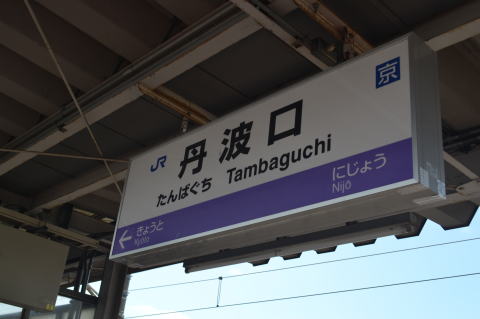 京
JR 丹波口
たんばぐち Tambaguchi
にじょう
Nijō
← きょうと
Kyōto